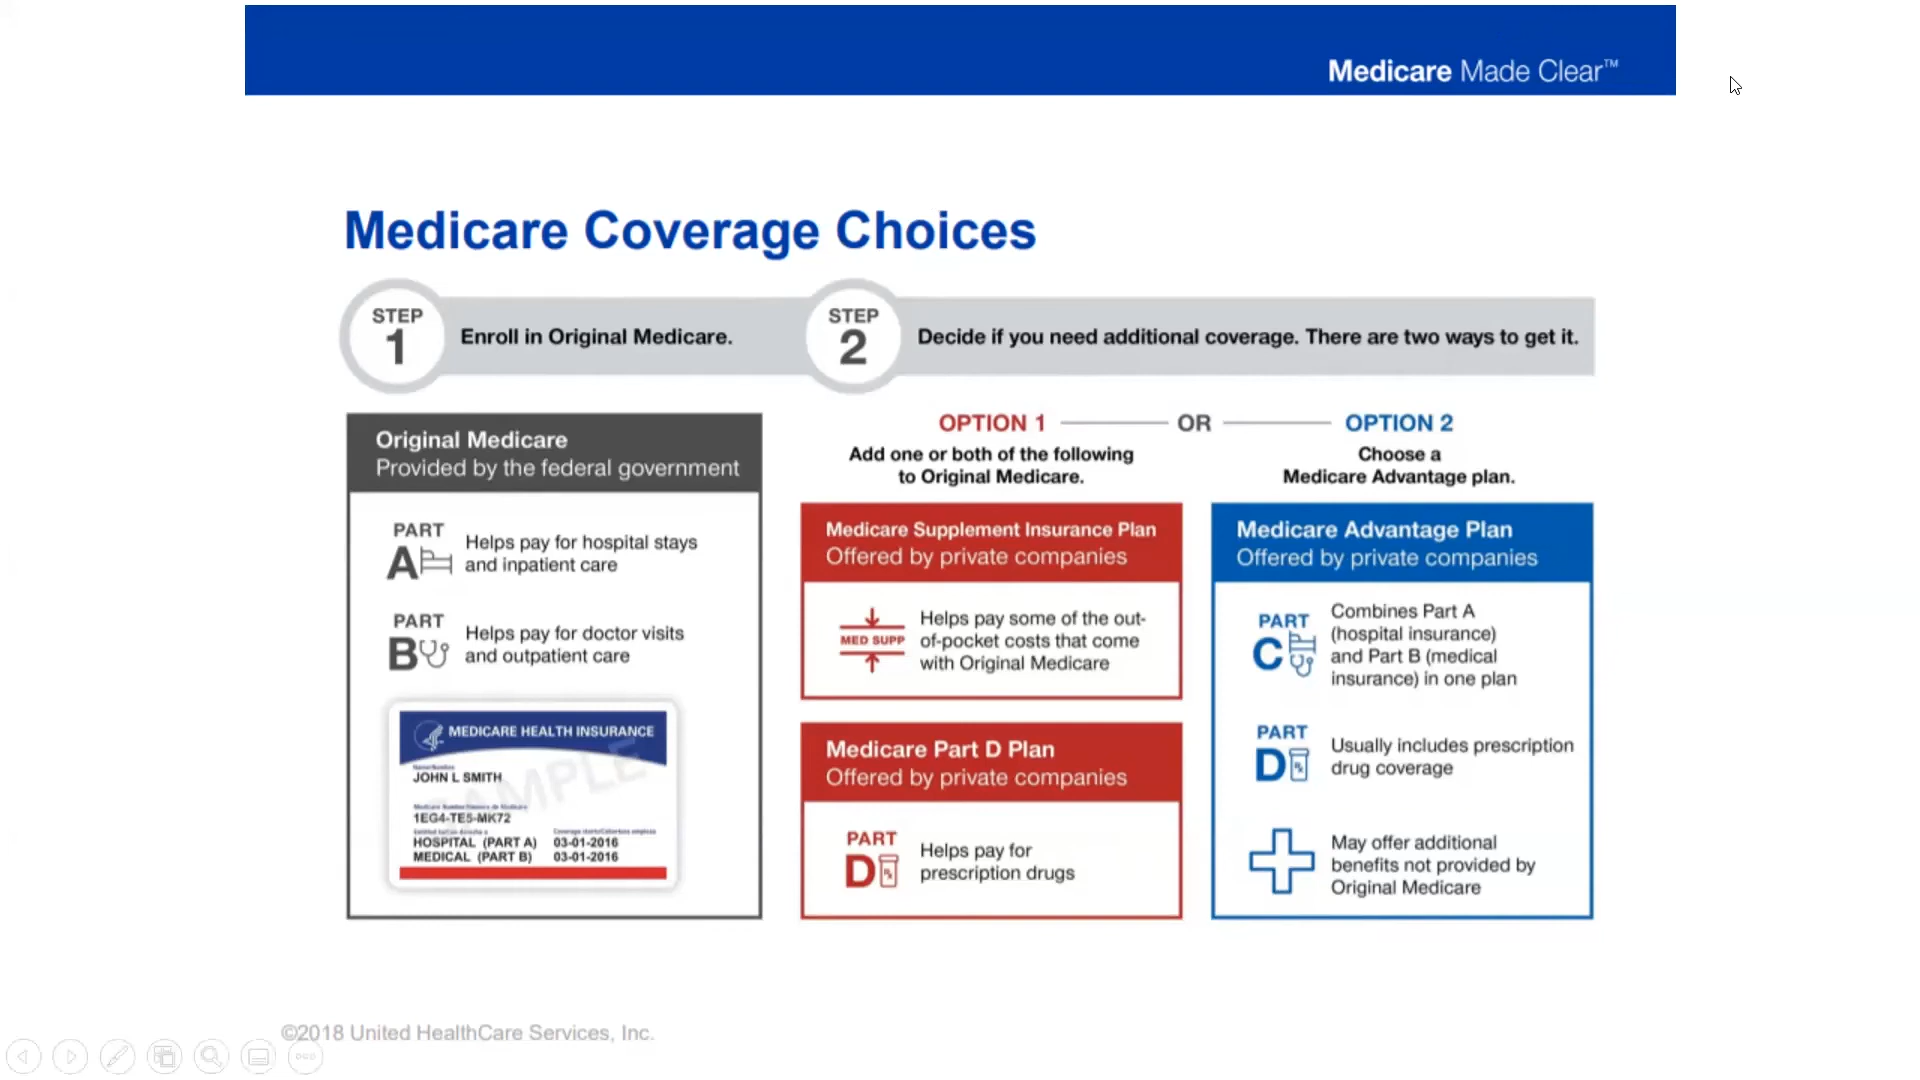 Medicare Made Clear™
Medicare Coverage Choices
STEP
1
Enroll in Original Medicare.
STEP
2
Decide if you need additional coverage. There are two ways to get it.
Original Medicare
Provided by the federal government
PART
A
Helps pay for hospital stays
and inpatient care
PART
B
Helps pay for doctor visits
and outpatient care
MEDICARE HEALTH INSURANCE
JOHN L SMITH
1EG4-TE5-MK72
HOSPITAL (PART A) 03-01-2016
MEDICAL (PART B) 03-01-2016
SAMPLE
OPTION 1
Add one or both of the following
to Original Medicare.
Medicare Supplement Insurance Plan
Offered by private companies
MED SUPP
Helps pay some of the out-
of-pocket costs that come
with Original Medicare
Medicare Part D Plan
Offered by private companies
PART
D
Helps pay for
prescription drugs
OR
OPTION 2
Choose a
Medicare Advantage plan.
Medicare Advantage Plan
Offered by private companies
PART
C
Combines Part A
(hospital insurance)
and Part B (medical
insurance) in one plan
PART
D
Usually includes prescription
drug coverage
May offer additional
benefits not provided by
Original Medicare
©2018 United HealthCare Services, Inc.